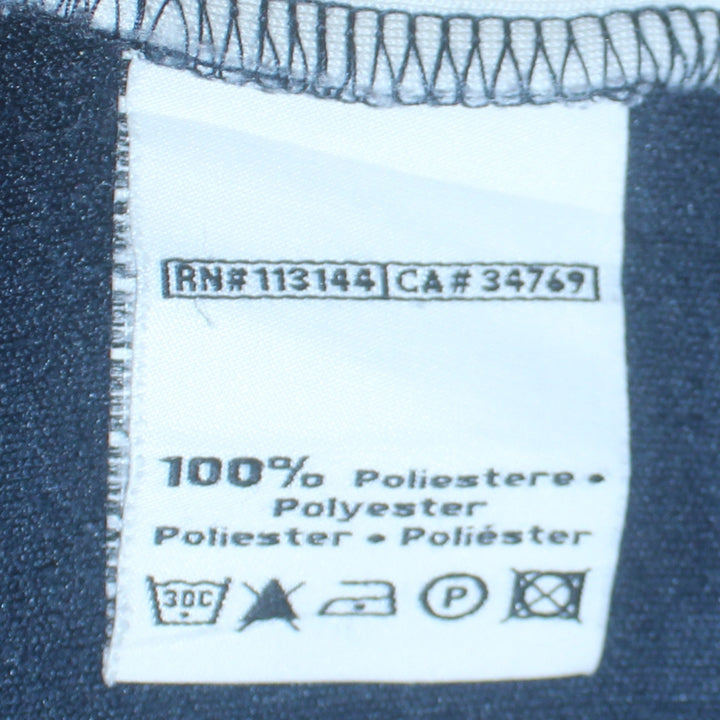 RN#113144 CA#34769
100% Poliestere •
Polyester
Poliester • Poliéster
30C P